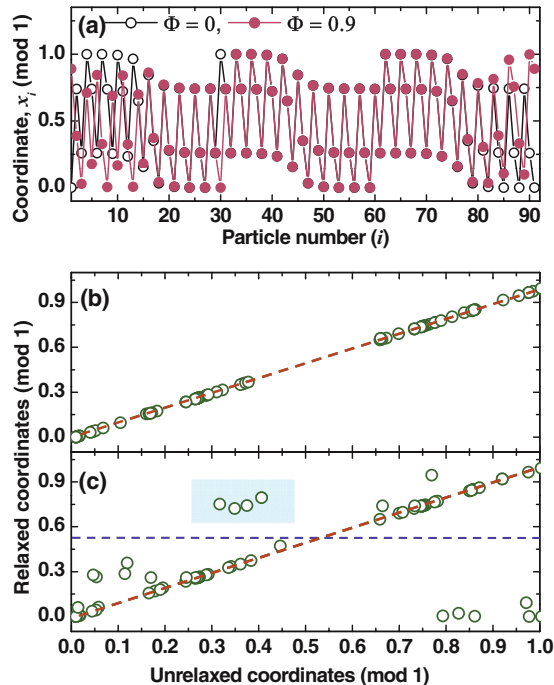 (a)
Φ = 0, Φ = 0.9
Coordinate, x_i (mod 1)
1.0
0.5
0.0
10 20 30 40 50 60 70 80 90
Particle number (i)
(b)
Relaxed coordinates (mod 1)
0.9
0.6
0.3
0.0
(c)
0.9
0.6
0.3
0.0
0.0 0.1 0.2 0.3 0.4 0.5 0.6 0.7 0.8 0.9 1.0
Unrelaxed coordinates (mod 1)